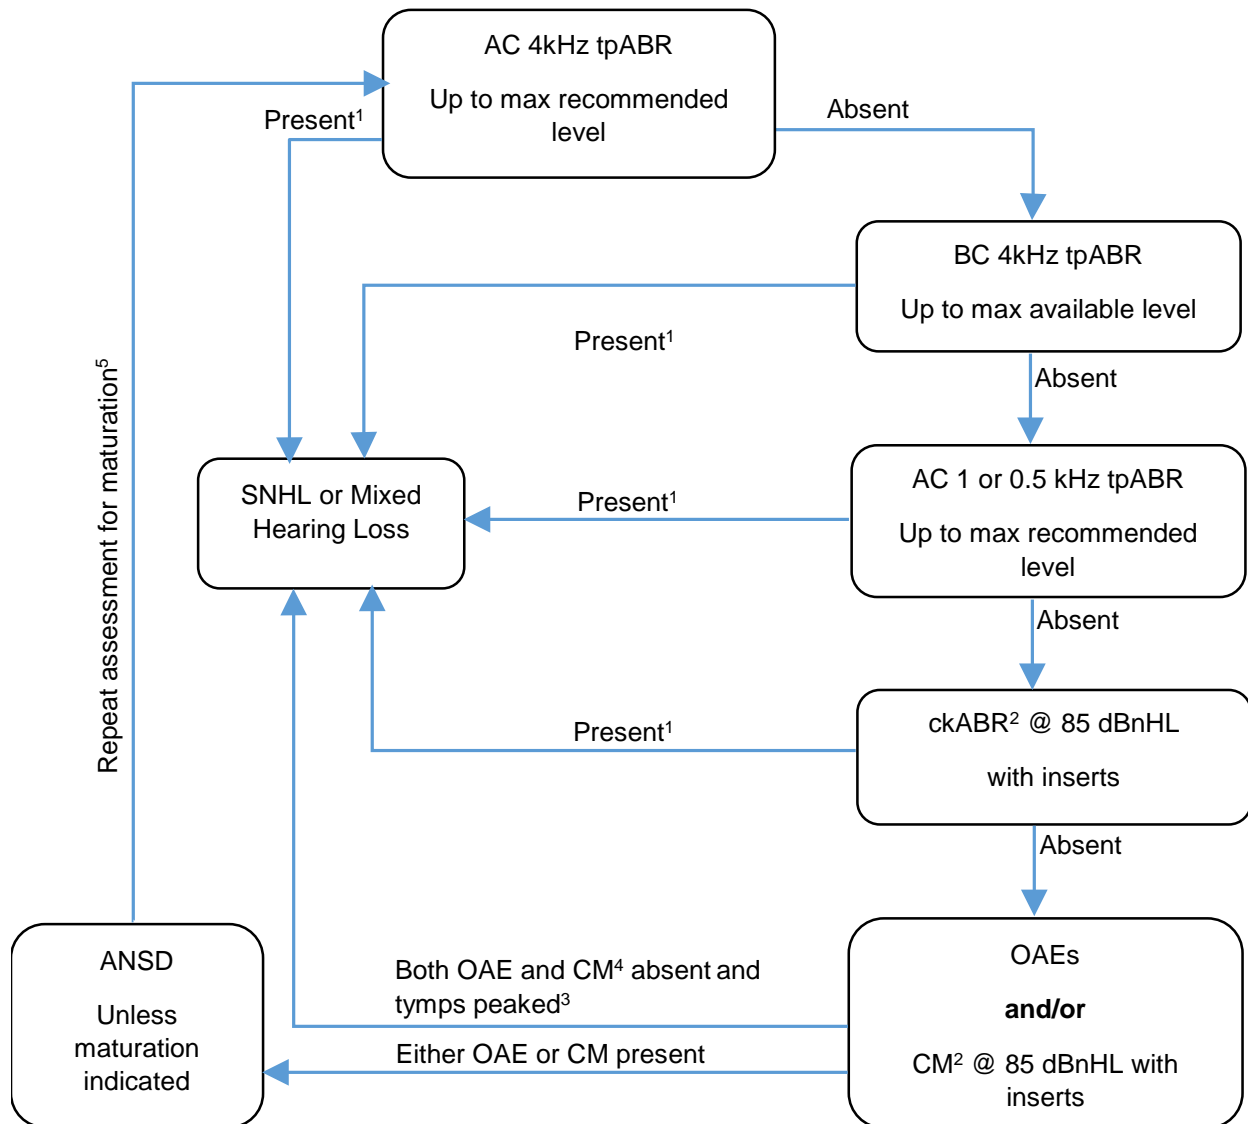 AC 4kHz tpABR
Up to max recommended
level
Present¹
Absent
BC 4kHz tpABR
Up to max available level
Present¹
Absent
Repeat assessment for maturation⁵
SNHL or Mixed
Hearing Loss
AC 1 or 0.5 kHz tpABR
Up to max recommended
level
Present¹
Absent
ckABR² @ 85 dBnHL
with inserts
Present¹
Absent
OAEs
and/or
CM² @ 85 dBnHL with
inserts
Both OAE and CM⁴ absent and
tymps peaked³
Either OAE or CM present
ANSD
Unless
maturation
indicated